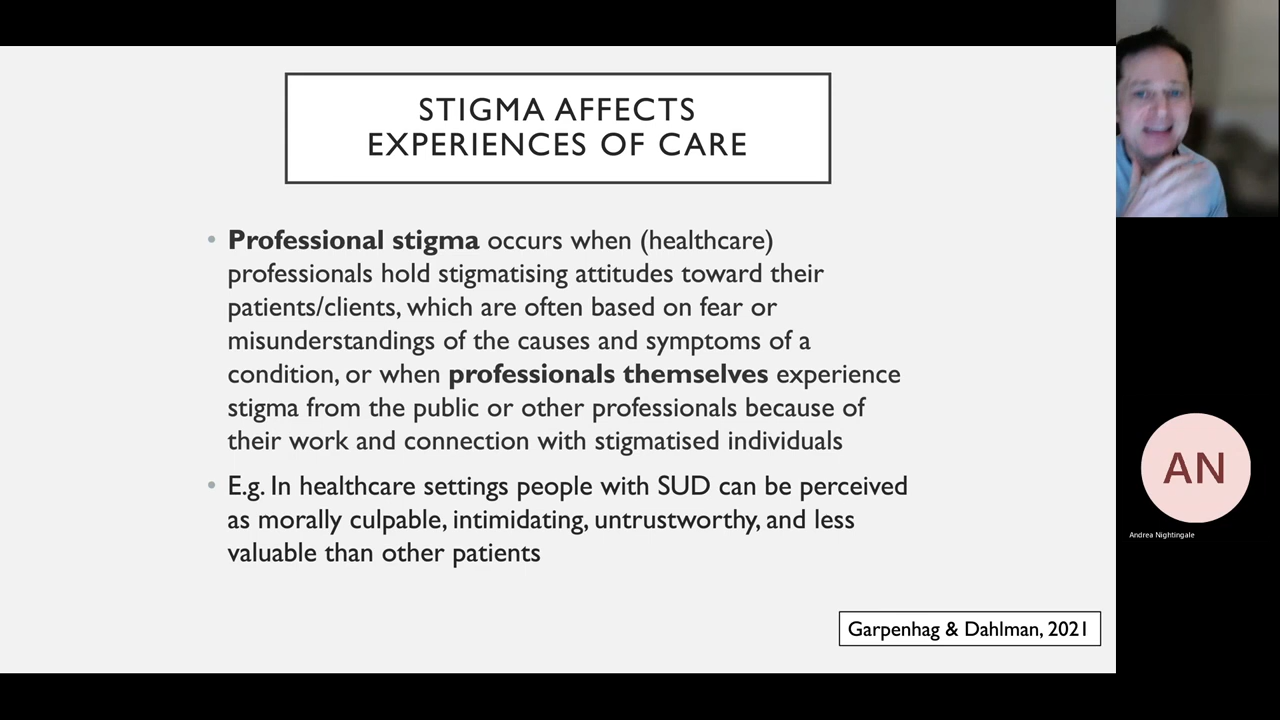 STIGMA AFFECTS
EXPERIENCES OF CARE
• Professional stigma occurs when (healthcare)
professionals hold stigmatising attitudes toward their
patients/clients, which are often based on fear or
misunderstandings of the causes and symptoms of a
condition, or when professionals themselves experience
stigma from the public or other professionals because of
their work and connection with stigmatised individuals
• E.g. In healthcare settings people with SUD can be perceived
as morally culpable, intimidating, untrustworthy, and less
valuable than other patients
Garpenhag & Dahlman, 2021
AN
Andrea Nightingale